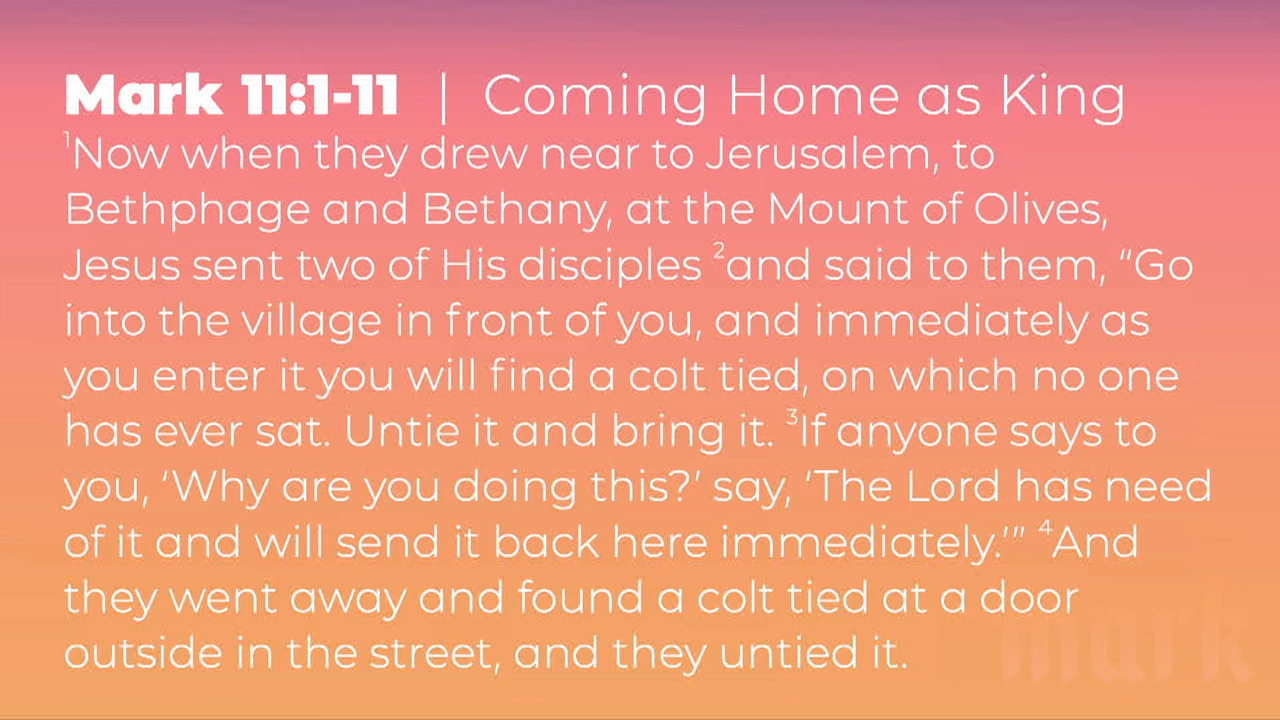 Mark 11:1-11 | Coming Home as King
¹Now when they drew near to Jerusalem, to
Bethphage and Bethany, at the Mount of Olives,
Jesus sent two of His disciples ²and said to them, “Go
into the village in front of you, and immediately as
you enter it you will find a colt tied, on which no one
has ever sat. Untie it and bring it. ³If anyone says to
you, ‘Why are you doing this?’ say, ‘The Lord has need
of it and will send it back here immediately.’” ⁴And
they went away and found a colt tied at a door
outside in the street, and they untied it.
mark